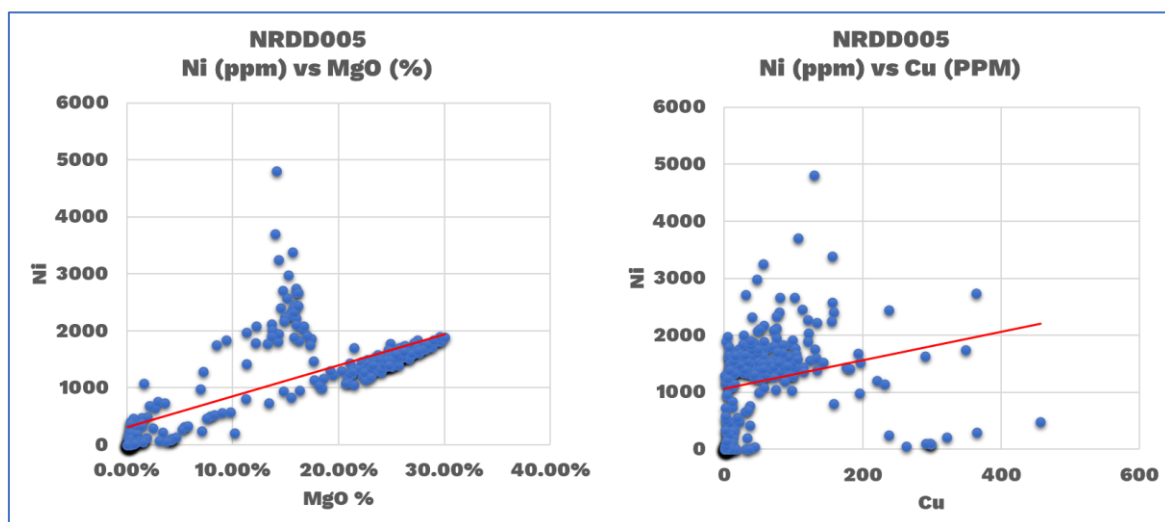 NRDD005
Ni (ppm) vs MgO (%)
6000
5000
4000
3000
2000
1000
0
Ni
0.00% 10.00% 20.00% 30.00% 40.00%
MgO %
NRDD005
Ni (ppm) vs Cu (PPM)
6000
5000
4000
3000
2000
1000
0
Ni
0 200 400 600
Cu